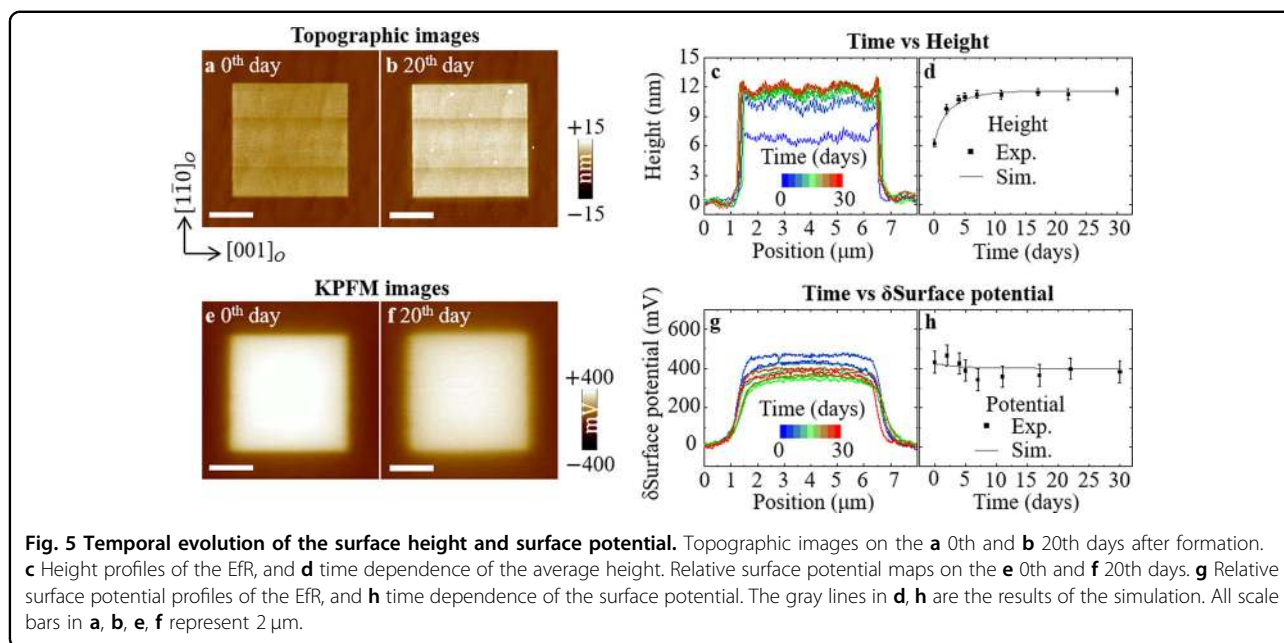 Topographic images
a 0th day
b 20th day
+15
nm
−15
[11̄0]O
[001]O
KPFM images
e 0th day
f 20th day
+400
mV
−400
Time vs Height
c
d
15
12
9
6
3
0
Height (nm)
Time (days)
0 30
Height
Exp.
Sim.
0 1 2 3 4 5 6 7
Position (μm)
0 5 10 15 20 25 30
Time (days)
Time vs δSurface potential
g
h
600
400
200
0
δSurface potential (mV)
Time (days)
0 30
Potential
Exp.
Sim.
0 1 2 3 4 5 6 7
Position (μm)
0 5 10 15 20 25 30
Time (days)
Fig. 5 Temporal evolution of the surface height and surface potential. Topographic images on the a 0th and b 20th days after formation.
c Height profiles of the EfR, and d time dependence of the average height. Relative surface potential maps on the e 0th and f 20th days. g Relative
surface potential profiles of the EfR, and h time dependence of the surface potential. The gray lines in d, h are the results of the simulation. All scale
bars in a, b, e, f represent 2 μm.